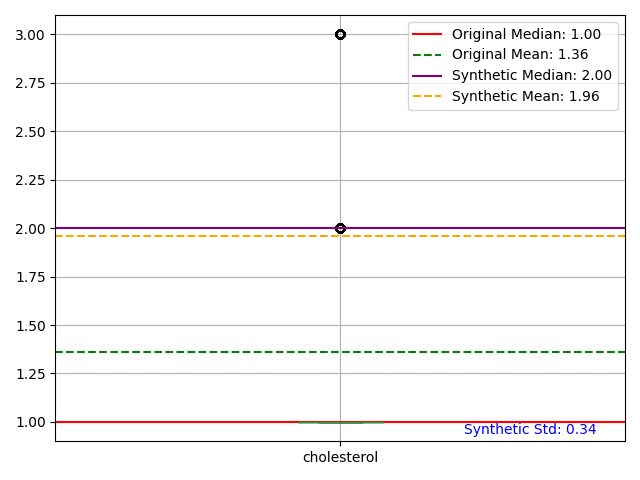 3.00
2.75
2.50
2.25
2.00
1.75
1.50
1.25
1.00
Original Median: 1.00
Original Mean: 1.36
Synthetic Median: 2.00
Synthetic Mean: 1.96
Synthetic Std: 0.34
cholesterol